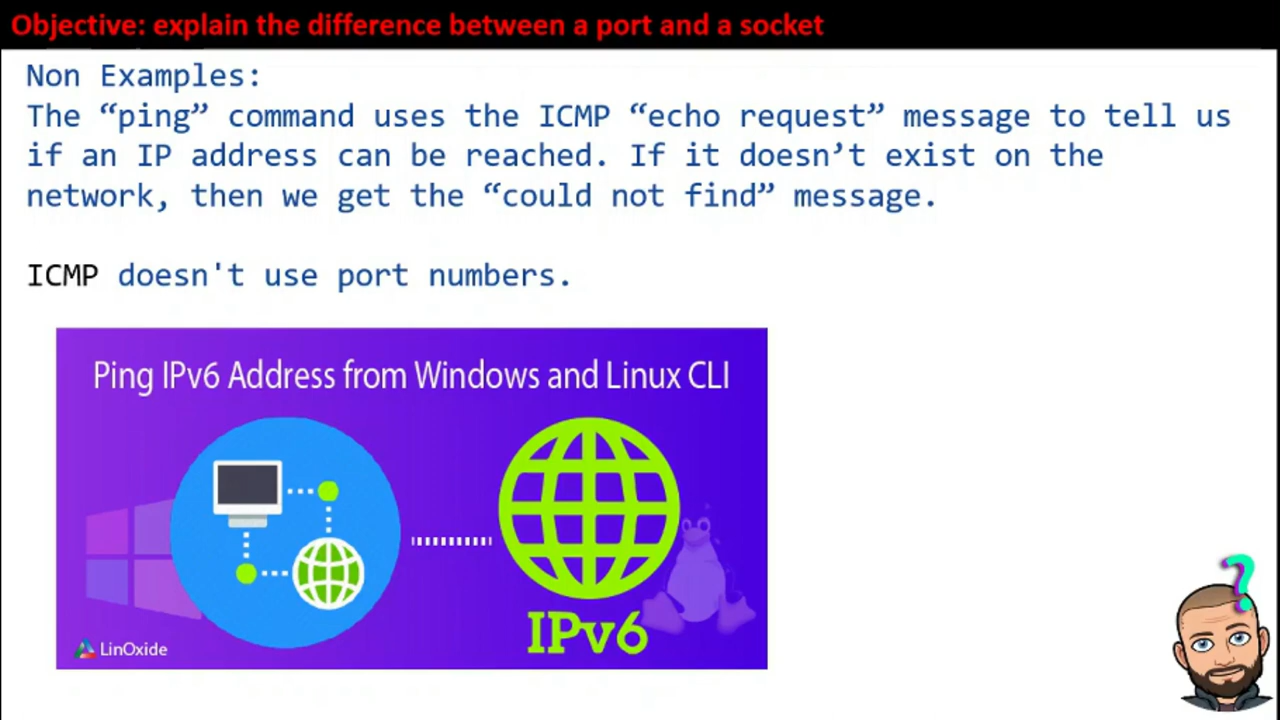 Objective: explain the difference between a port and a socket
Non Examples:
The “ping” command uses the ICMP “echo request” message to tell us
if an IP address can be reached. If it doesn’t exist on the
network, then we get the “could not find” message.
ICMP doesn't use port numbers.
Ping IPv6 Address from Windows and Linux CLI
IPv6
LinOxide
?